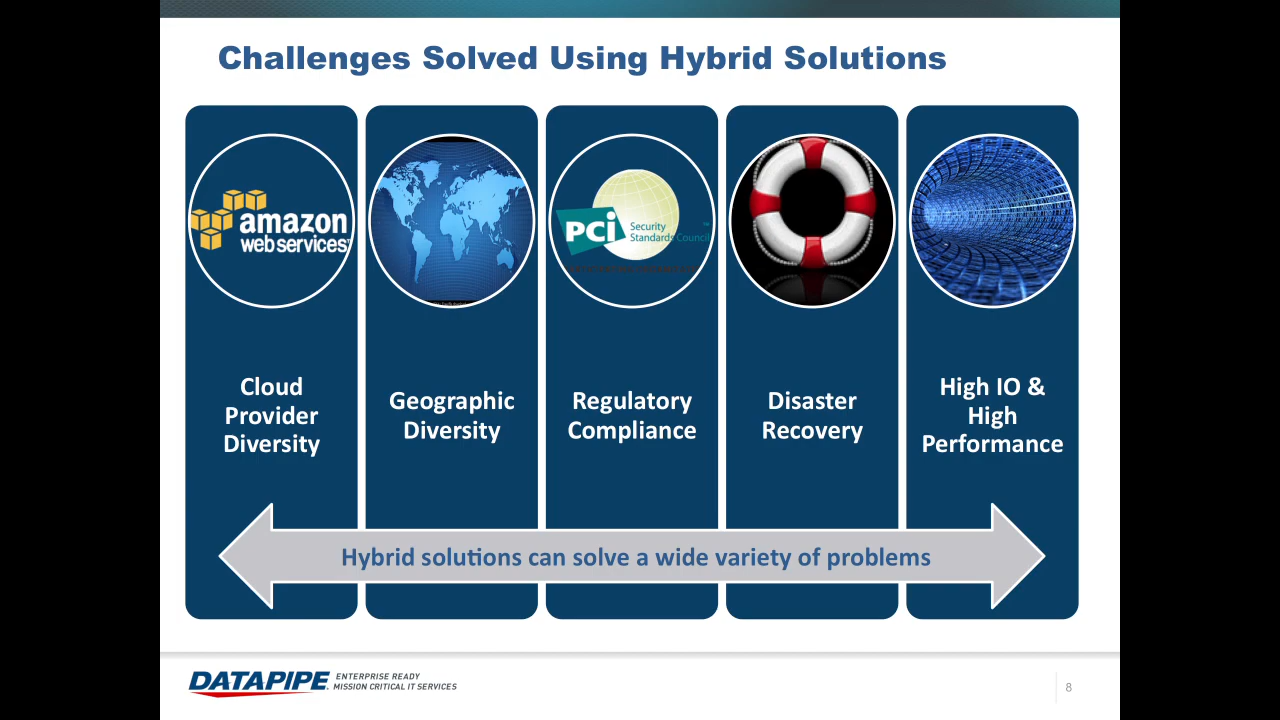 Challenges Solved Using Hybrid Solutions
amazon
web services
PCi
Security
Standards Council
Cloud
Provider
Diversity
Geographic
Diversity
Regulatory
Compliance
Disaster
Recovery
High IO &
High
Performance
Hybrid solutions can solve a wide variety of problems
DATAPIPE
ENTERPRISE READY
MISSION CRITICAL IT SERVICES
8